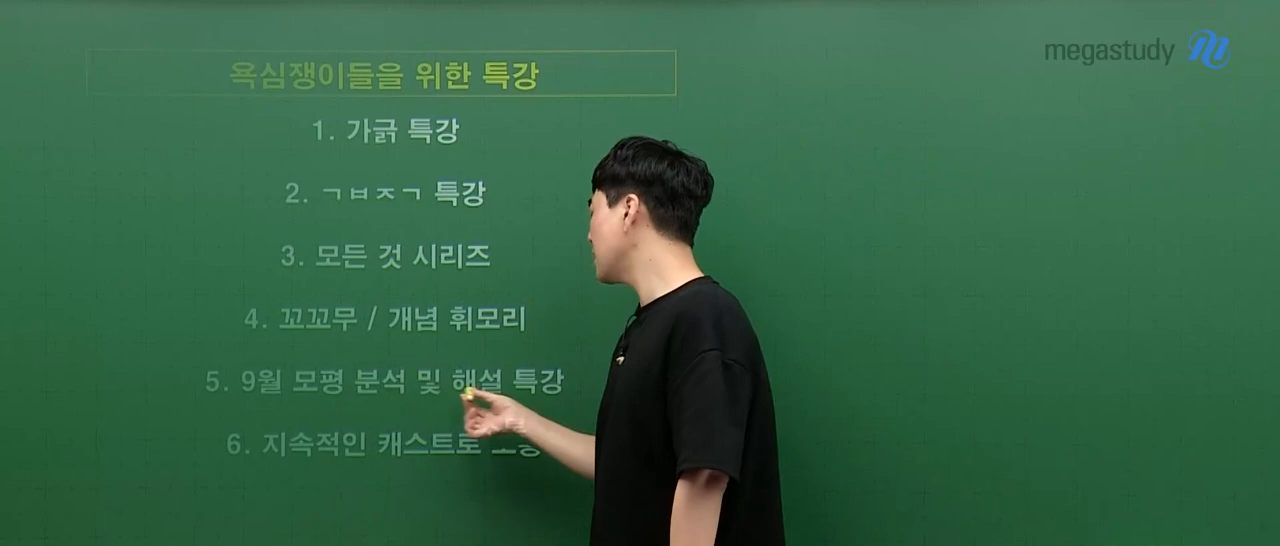 megastudy
욕심쟁이들을 위한 특강
1. 가굵 특강
2. ㄱㅂㅈㄱ 특강
3. 모든 것 시리즈
4. 꼬꼬무 / 개념 휘모리
5. 9월 모평 분석 및 해설 특강
6. 지속적인 캐스트로